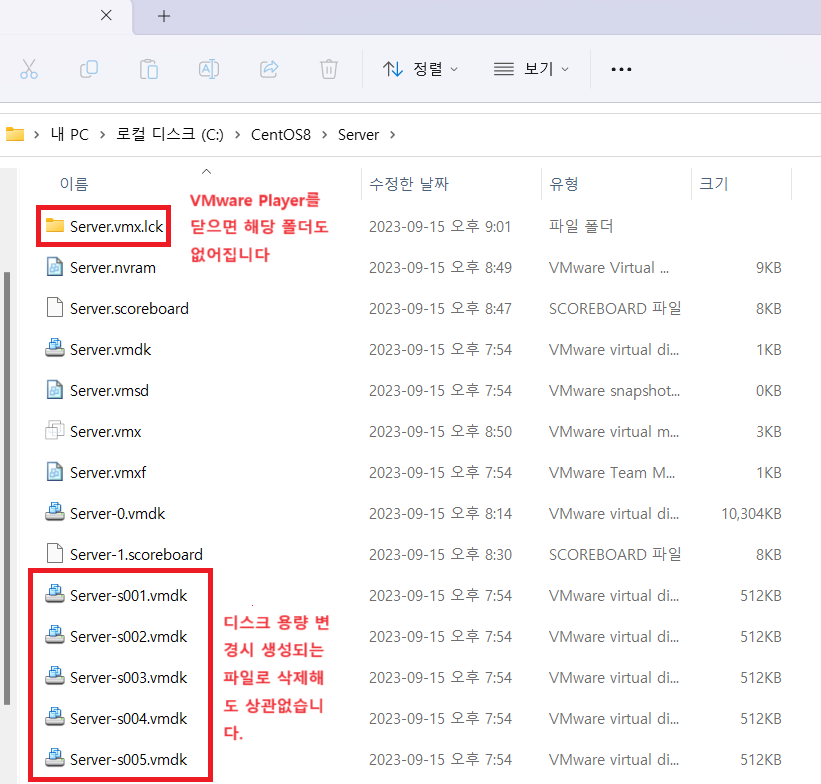 정렬 보기
내 PC 로컬 디스크 (C:) CentOS8 Server
이름 수정한 날짜 유형 크기
VMware Player를
닫으면 해당 폴더도
없어집니다
Server.vmx.lck 2023-09-15 오후 9:01 파일 폴더
Server.nvram 2023-09-15 오후 8:49 VMware Virtual ... 9KB
Server.scoreboard 2023-09-15 오후 8:47 SCOREBOARD 파일 8KB
Server.vmdk 2023-09-15 오후 7:54 VMware virtual di... 1KB
Server.vmsd 2023-09-15 오후 7:54 VMware snapshot... 0KB
Server.vmx 2023-09-15 오후 8:50 VMware virtual m... 3KB
Server.vmxf 2023-09-15 오후 7:54 VMware Team M... 1KB
Server-0.vmdk 2023-09-15 오후 8:14 VMware virtual di... 10,304KB
Server-1.scoreboard 2023-09-15 오후 8:30 SCOREBOARD 파일 8KB
Server-s001.vmdk 2023-09-15 오후 7:54 VMware virtual di... 512KB
Server-s002.vmdk 2023-09-15 오후 7:54 VMware virtual di... 512KB
Server-s003.vmdk 2023-09-15 오후 7:54 VMware virtual di... 512KB
Server-s004.vmdk 2023-09-15 오후 7:54 VMware virtual di... 512KB
Server-s005.vmdk 2023-09-15 오후 7:54 VMware virtual di... 512KB
디스크 용량 변
경시 생성되는
파일로 삭제해
도 상관없습니
다.